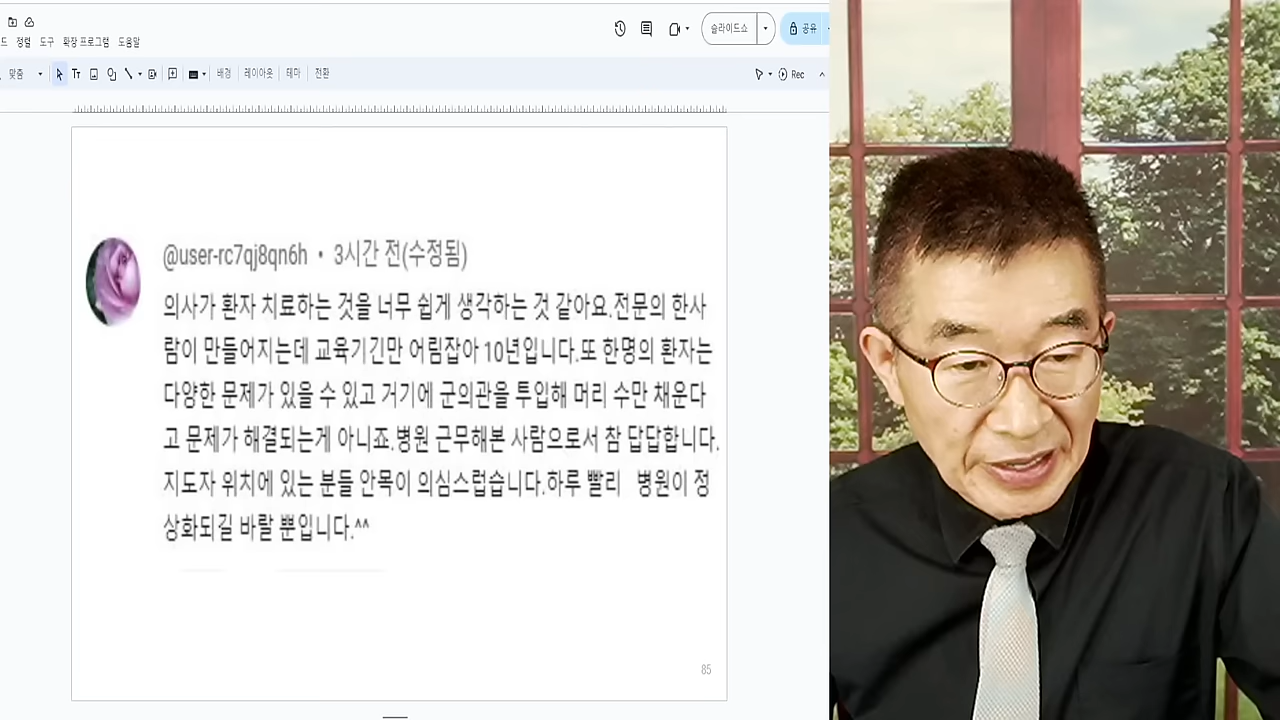 정렬 도구 확장 프로그램 도움말
슬라이드쇼
공유
맞춤
Tr
배경 레이아웃 테마 전환
Rec
@user-rc7qj8qn6h • 3시간 전(수정됨)
의사가 환자 치료하는 것을 너무 쉽게 생각하는 것 같아요.전문의 한사
람이 만들어지는데 교육기긴만 어림잡아 10년입니다.또 한명의 환자는
다양한 문제가 있을 수 있고 거기에 군의관을 투입해 머리 수만 채운다
고 문제가 해결되는게 아니죠.병원 근무해본 사람으로서 참 답답합니다.
지도자 위치에 있는 분들 안목이 의심스럽습니다.하루 빨리 병원이 정
상화되길 바랄 뿐입니다.^^
85